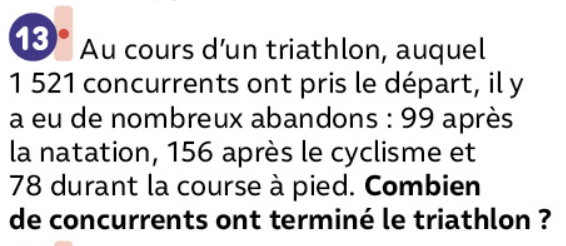 13
Au cours d'un triathlon, auquel
1 521 concurrents ont pris le départ, il y
a eu de nombreux abandons : 99 après
la natation, 156 après le cyclisme et
78 durant la course à pied. Combien
de concurrents ont terminé le triathlon ?